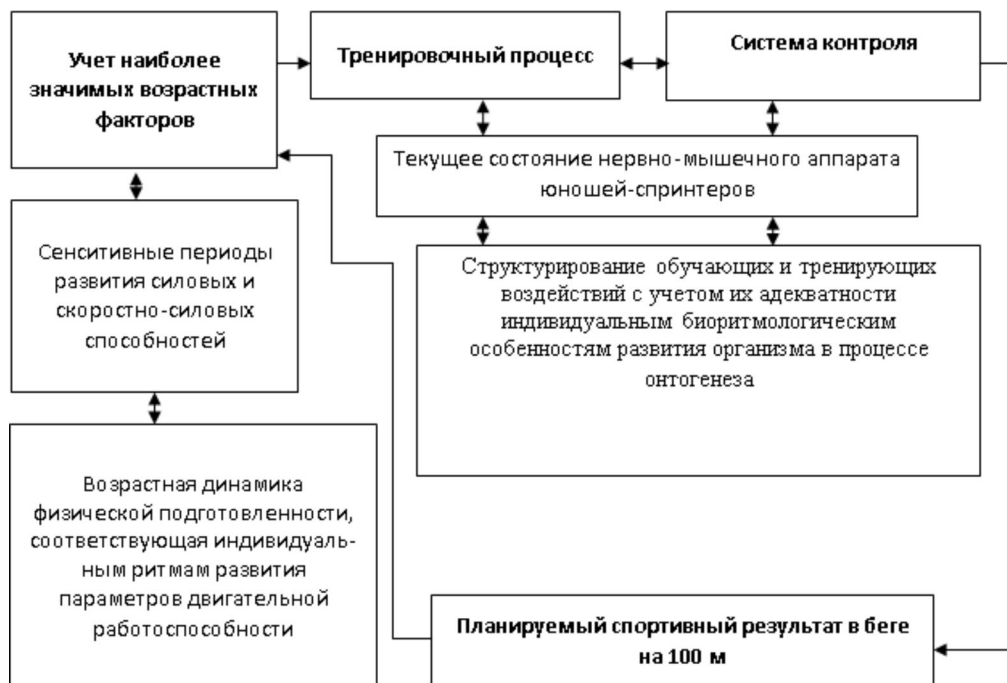 Учет наиболее
значимых возрастных
факторов
Тренировочный процесс
Система контроля
Текущее состояние нервно-мышечного аппарата
юношей-спринтеров
Сенситивные периоды
развития силовых и
скоростно-силовых
способностей
Структурирование обучающих и тренирующих
воздействий с учетом их адекватности
индивидуальным биоритмологическим
особенностям развития организма в процессе
онтогенеза
Возрастная динамика
физической подготовленности,
соответствующая индивидуаль-
ным ритмам развития
параметров двигательной
работоспособности
Планируемый спортивный результат в беге
на 100 м